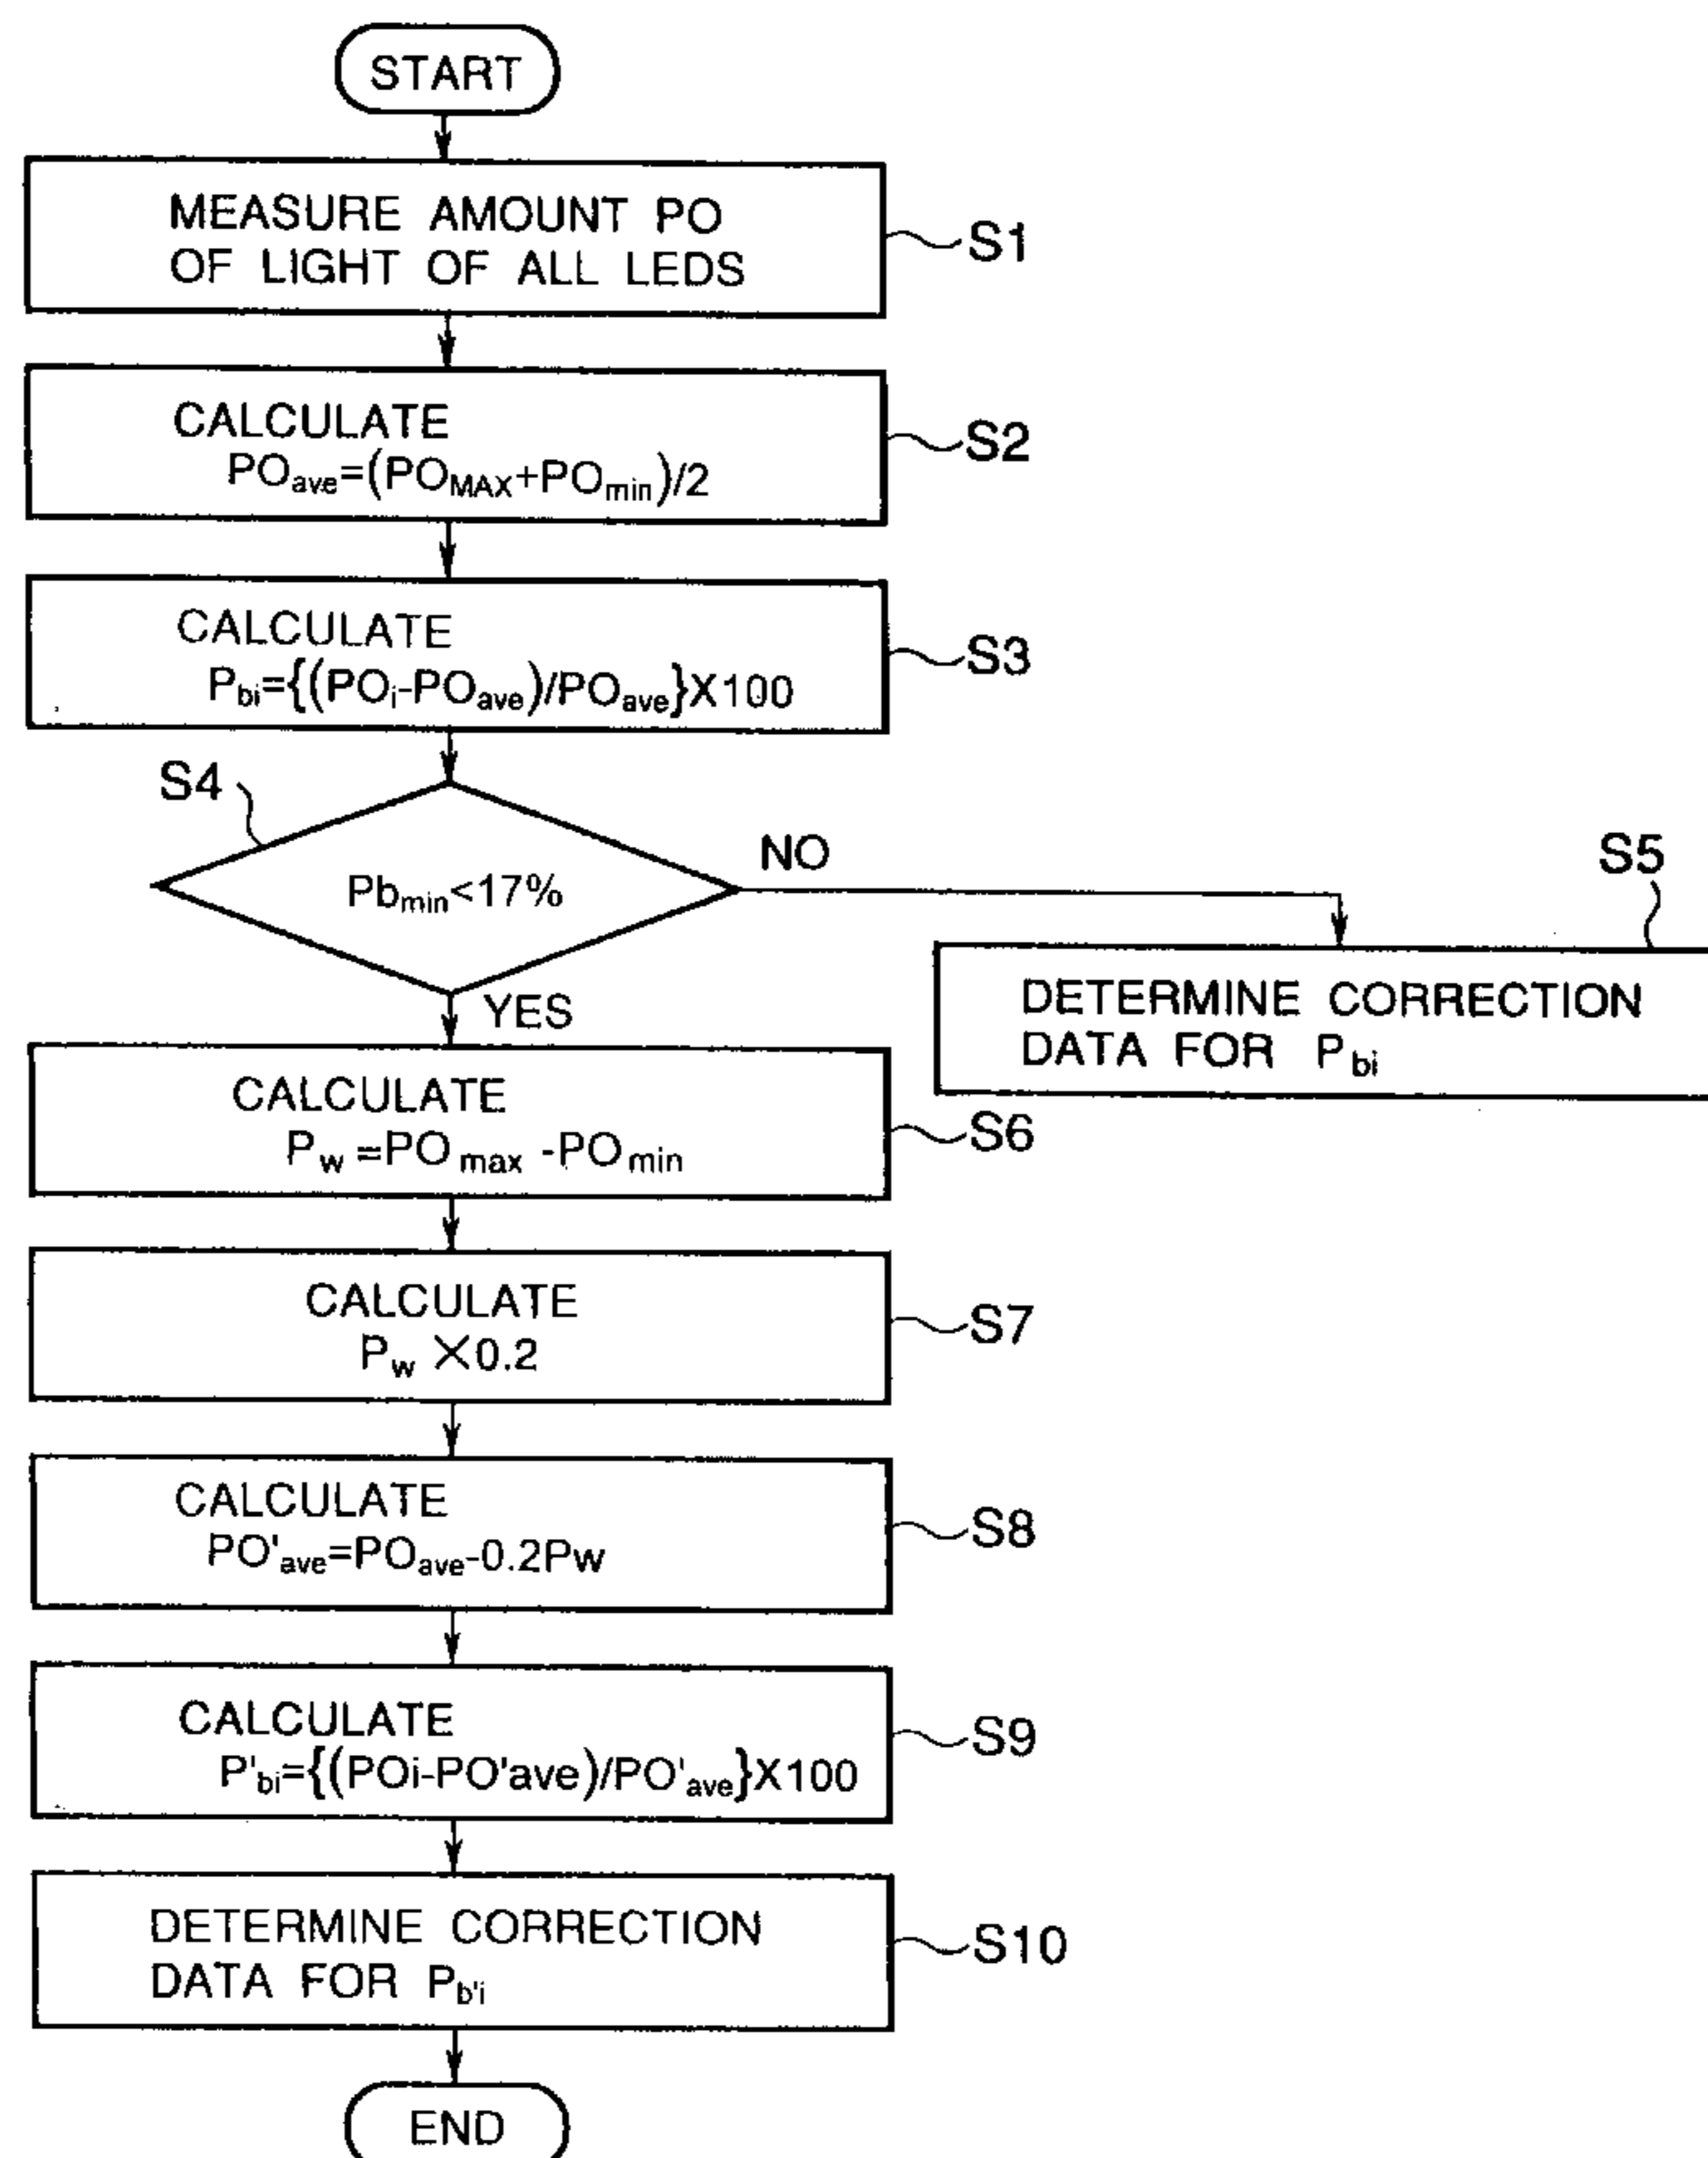 START
MEASURE AMOUNT PO
OF LIGHT OF ALL LEDS
S1
CALCULATE
POave=(POMAX+POmin)/2
S2
CALCULATE
Pbi={(POi-POave)/POave}X100
S3
S4
Pbmin<17%
NO
YES
S5
DETERMINE CORRECTION
DATA FOR Pbi
CALCULATE
Pw=POmax-POmin
S6
CALCULATE
Pw X0.2
S7
CALCULATE
PO'ave=POave-0.2Pw
S8
CALCULATE
P'bi={(POi-PO'ave)/PO'ave}X100
S9
DETERMINE CORRECTION
DATA FOR Pb'i
S10
END